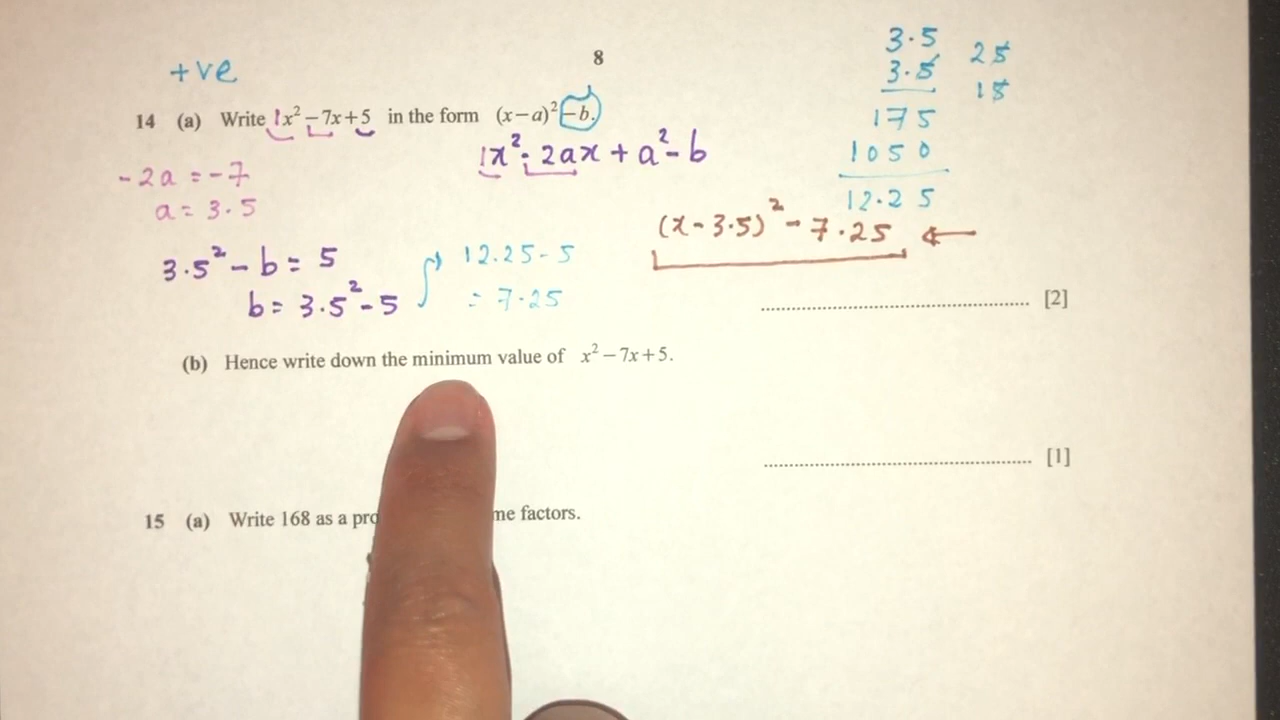 8
+ve
14 (a) Write 1x² – 7x + 5 in the form (x – a)² – b.
1x² - 2ax + a² - b
-2a = -7
a = 3.5
3.5² - b = 5
b = 3.5² - 5
12.25 - 5
= 7.25
3.5
3.5
175
1050
12.25
25
15
(x - 3.5)² - 7.25
[2]
(b) Hence write down the minimum value of x² – 7x + 5.
[1]
15 (a) Write 168 as a factors.